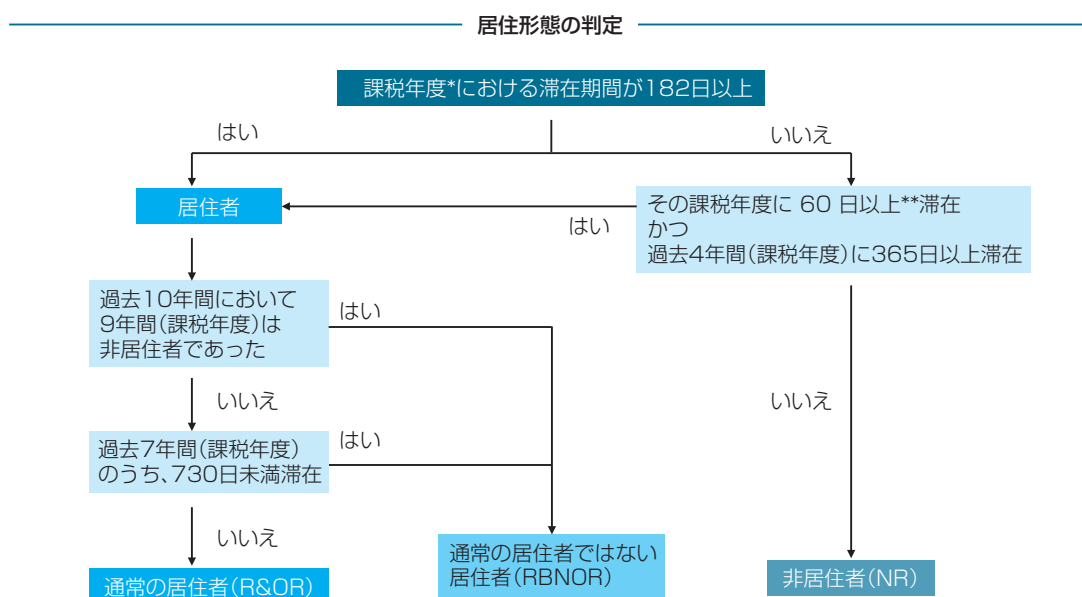 居住形態の判定
課税年度*における滞在期間が182日以上
はい
いいえ
居住者
はい
その課税年度に 60 日以上**滞在
かつ
過去4年間(課税年度)に365日以上滞在
過去10年間において
9年間(課税年度)は
非居住者であった
はい
いいえ
いいえ
過去7年間(課税年度)
のうち、730日未満滞在
はい
いいえ
通常の居住者(R&OR)
通常の居住者ではない
居住者(RBNOR)
非居住者(NR)